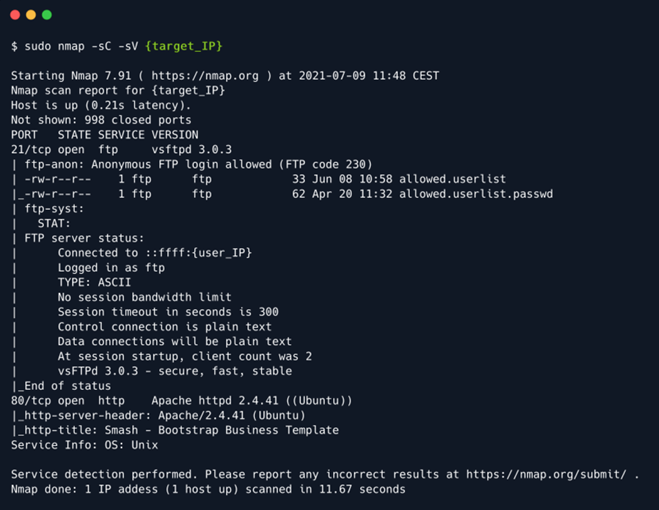 $ sudo nmap -sC -sV {target_IP}
Starting Nmap 7.91 ( https://nmap.org ) at 2021-07-09 11:48 CEST
Nmap scan report for {target_IP}
Host is up (0.21s latency).
Not shown: 998 closed ports
PORT   STATE SERVICE VERSION
21/tcp open  ftp     vsftpd 3.0.3
| ftp-anon: Anonymous FTP login allowed (FTP code 230)
| -rw-r--r--    1 ftp      ftp            33 Jun 08 10:58 allowed.userlist
|_-rw-r--r--    1 ftp      ftp            62 Apr 20 11:32 allowed.userlist.passwd
| ftp-syst:
|   STAT:
| FTP server status:
|      Connected to ::ffff:{user_IP}
|      Logged in as ftp
|      TYPE: ASCII
|      No session bandwidth limit
|      Session timeout in seconds is 300
|      Control connection is plain text
|      Data connections will be plain text
|      At session startup, client count was 2
|      vsFTPd 3.0.3 - secure, fast, stable
|_End of status
80/tcp open  http    Apache httpd 2.4.41 ((Ubuntu))
|_http-server-header: Apache/2.4.41 (Ubuntu)
|_http-title: Smash - Bootstrap Business Template
Service Info: OS: Unix
Service detection performed. Please report any incorrect results at https://nmap.org/submit/ .
Nmap done: 1 IP addess (1 host up) scanned in 11.67 seconds